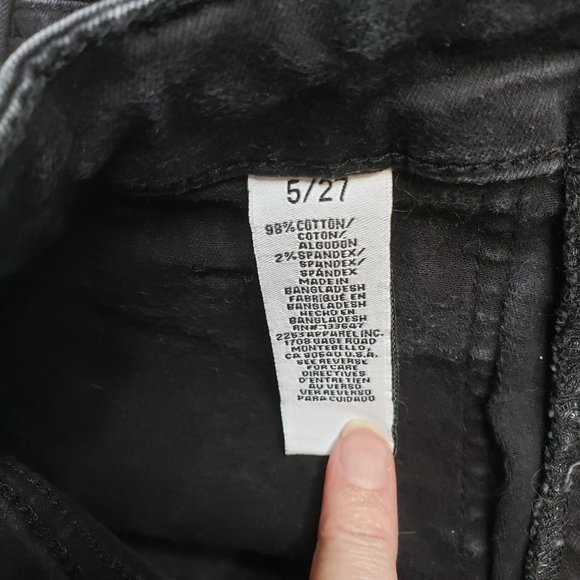 5/27
98%COTTON/
COTON/
ALGODON
2%SPANDEX/
SPANDEX/
SPANDEX
MADE IN
BANGLADESH
FABRIQUÉ EN
BANGLADESH
HECHO EN
BANGLADESH
RN#:133647
2253 APPAREL INC.
1708 GAGE ROAD
MONTEBELLO,
CA 90640 U.S.A.
SEE REVERSE
FOR CARE
DIRECTIVES
D'ENTRETIEN
AU VERSO
VER REVERSO
PARA CUIDADO